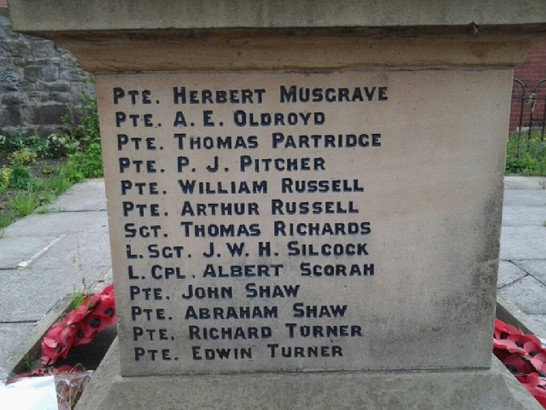 PTE. HERBERT MUSGRAVE
PTE. A. E. OLDROYD
PTE. THOMAS PARTRIDGE
PTE. P. J. PITCHER
PTE. WILLIAM RUSSELL
PTE. ARTHUR RUSSELL
SGT. THOMAS RICHARDS
L. SGT. J. W. H. SILCOCK
L. CPL. ALBERT SCORAH
PTE. JOHN SHAW
PTE. ABRAHAM SHAW
PTE. RICHARD TURNER
PTE. EDWIN TURNER